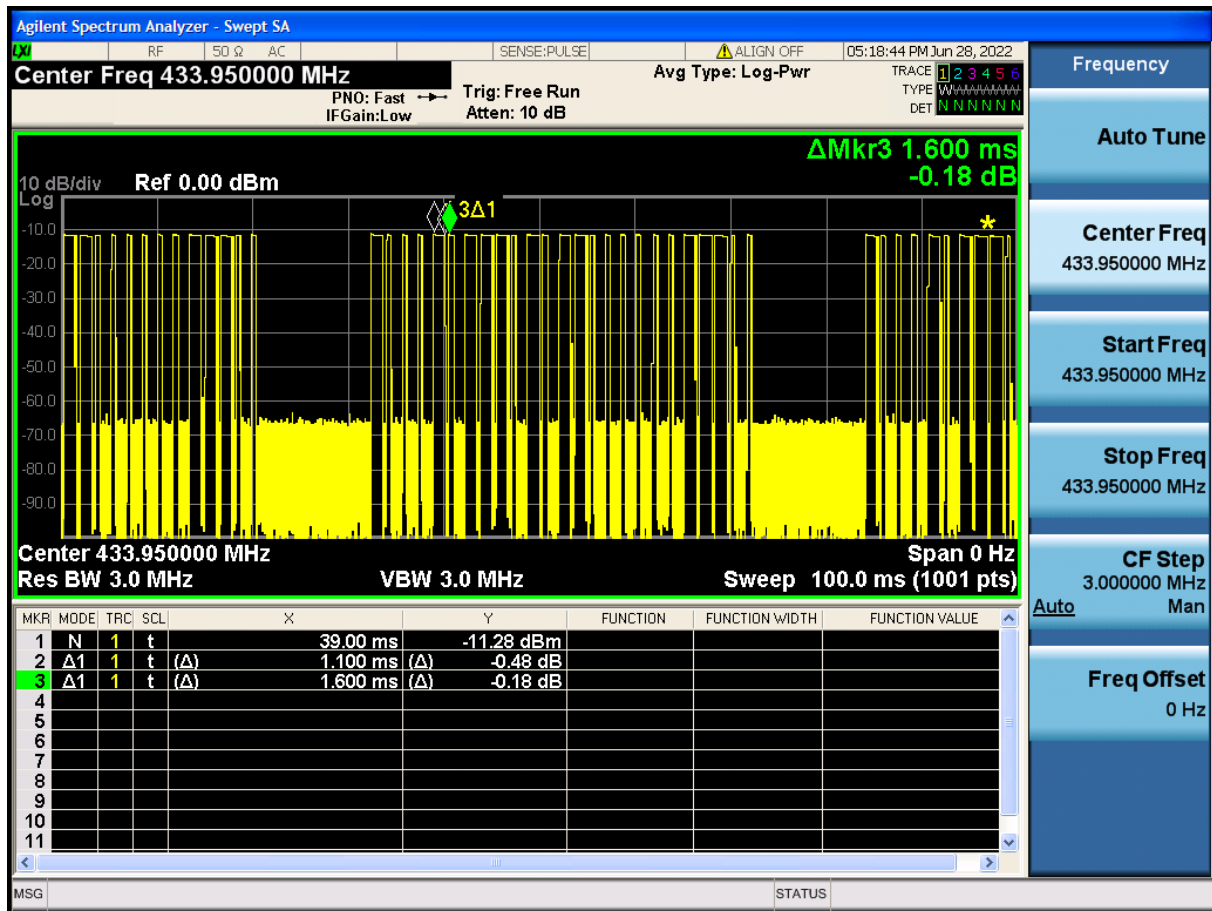 Agilent Spectrum Analyzer - Swept SA
LXI RF 50 Ω AC SENSE:PULSE ALIGN OFF 05:18:44 PM Jun 28, 2022
Center Freq 433.950000 MHz
Avg Type: Log-Pwr
TRACE 1 2 3 4 5 6
PNO: Fast
Trig: Free Run
TYPE WWWWWW
IFGain:Low
Atten: 10 dB
DET N N N N N N
ΔMkr3 1.600 ms
-0.18 dB
10 dB/div Ref 0.00 dBm
Log
3Δ1
*
-10.0
-20.0
-30.0
-40.0
-50.0
-60.0
-70.0
-80.0
-90.0
Center 433.950000 MHz Span 0 Hz
Res BW 3.0 MHz VBW 3.0 MHz Sweep 100.0 ms (1001 pts)
MKR MODE TRC SCL X Y FUNCTION FUNCTION WIDTH FUNCTION VALUE
1 N 1 t 39.00 ms -11.28 dBm
2 Δ1 1 t (Δ) 1.100 ms (Δ) -0.48 dB
3 Δ1 1 t (Δ) 1.600 ms (Δ) -0.18 dB
4
5
6
7
8
9
10
11
MSG STATUS
Frequency
Auto Tune
Center Freq
433.950000 MHz
Start Freq
433.950000 MHz
Stop Freq
433.950000 MHz
CF Step
3.000000 MHz
Auto Man
Freq Offset
0 Hz